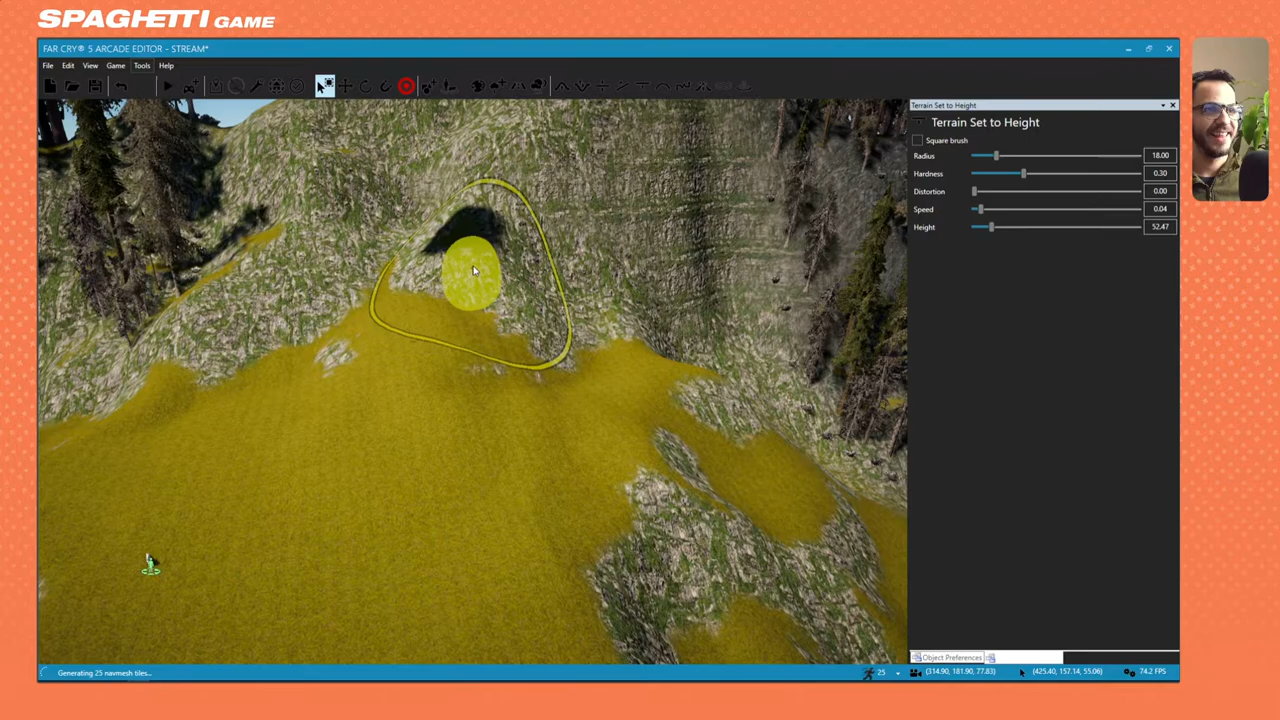 SPAGHETTI GAME
FAR CRY® 5 ARCADE EDITOR - STREAM*
File Edit View Game Tools Help
Terrain Set to Height
Terrain Set to Height
Square brush
Radius 18.00
Hardness 0.30
Distortion 0.00
Speed 0.04
Height 52.47
Object Preferences
Generating 25 navmesh tiles...
25
(314.90, 181.90, 77.83)
(425.40, 157.14, 55.06)
74.2 FPS